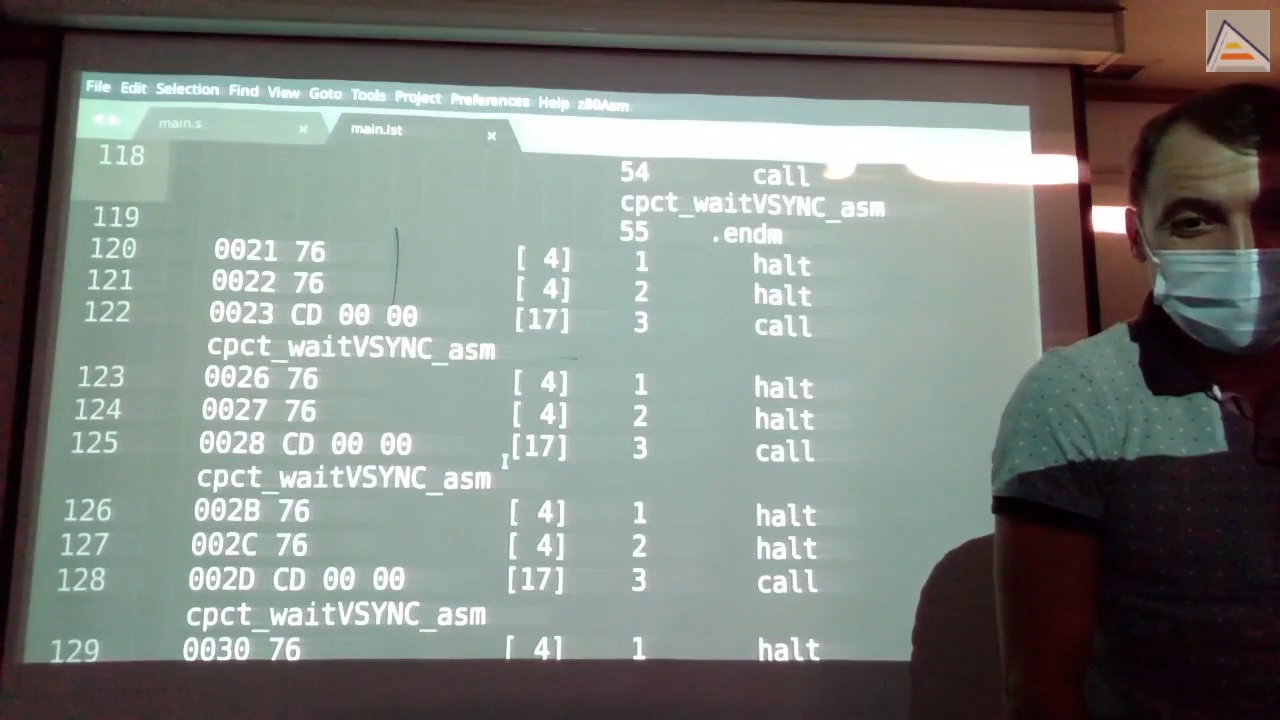 File Edit Selection Find View Goto Tools Project Preferences Help z80Asm
main.s × main.lst ×
118 54 call
cpct_waitVSYNC_asm
119 55 .endm
120 0021 76 [ 4] 1 halt
121 0022 76 [ 4] 2 halt
122 0023 CD 00 00 [17] 3 call
cpct_waitVSYNC_asm
123 0026 76 [ 4] 1 halt
124 0027 76 [ 4] 2 halt
125 0028 CD 00 00 [17] 3 call
cpct_waitVSYNC_asm
126 002B 76 [ 4] 1 halt
127 002C 76 [ 4] 2 halt
128 002D CD 00 00 [17] 3 call
cpct_waitVSYNC_asm
129 0030 76 [ 4] 1 halt